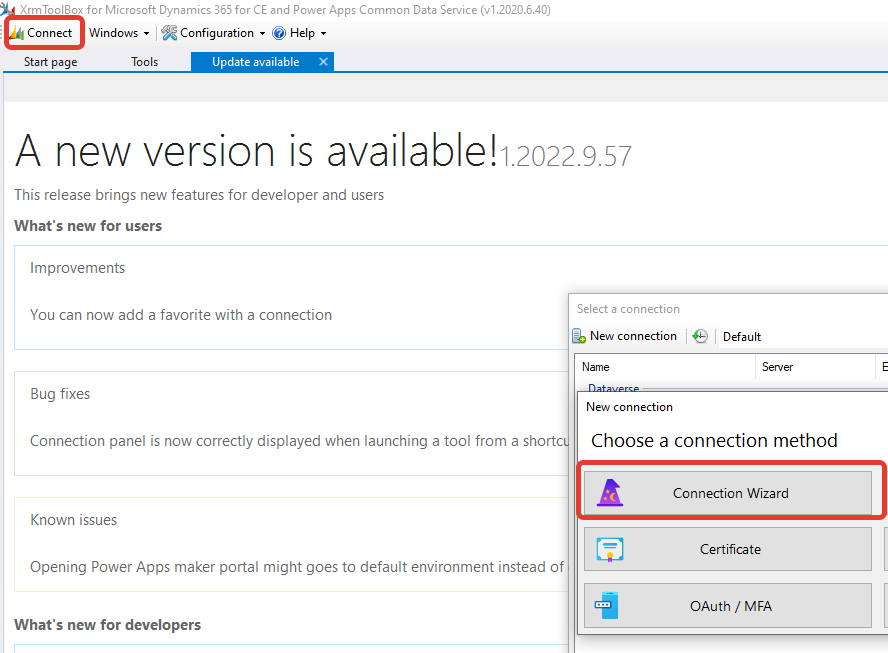 XrmToolBox for Microsoft Dynamics 365 for CE and Power Apps Common Data Service (v1.2020.6.40)
Connect Windows Configuration Help
Start page Tools Update available
A new version is available! 1.2022.9.57
This release brings new features for developer and users
What's new for users
Improvements
You can now add a favorite with a connection
Bug fixes
Connection panel is now correctly displayed when launching a tool from a shortcu
Known issues
Opening Power Apps maker portal might goes to default environment instead of
What's new for developers
Select a connection
New connection Default
Name Server E
Dataverse
New connection
Choose a connection method
Connection Wizard
Certificate
OAuth / MFA